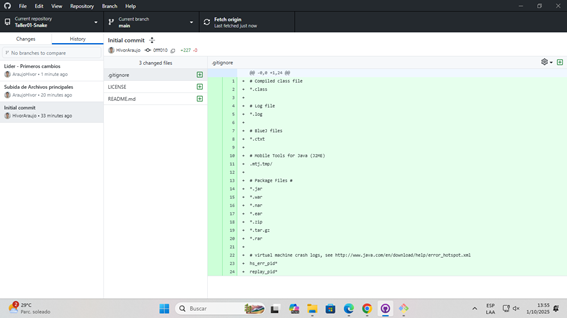 File Edit View Repository Branch Help
Current repository
Taller01-Snake
Current branch
main
Fetch origin
Last fetched just now
Changes
History
No branches to compare
Lider - Primeros cambios
AraujoHivor • 1 minute ago
Subida de Archivos principales
AraujoHivor • 20 minutes ago
Initial commit
HivorAraujo • 33 minutes ago
Initial commit
HivorAraujo
0fff010
+227 -0
3 changed files
.gitignore
LICENSE
README.md
.gitignore
@@ -0,0 +1,24 @@
1 + # Compiled class file
2 + *.class
3 +
4 + # Log file
5 + *.log
6 +
7 + # BlueJ files
8 + *.ctxt
9 +
10 + # Mobile Tools for Java (J2ME)
11 + .mtj.tmp/
12 +
13 + # Package Files #
14 + *.jar
15 + *.war
16 + *.nar
17 + *.ear
18 + *.zip
19 + *.tar.gz
20 + *.rar
21 +
22 + # virtual machine crash logs, see http://www.java.com/en/download/help/error_hotspot.xml
23 + hs_err_pid*
24 + replay_pid*
2
29°C
Parc. soleado
Buscar
ESP
LAA
13:55
1/10/2025